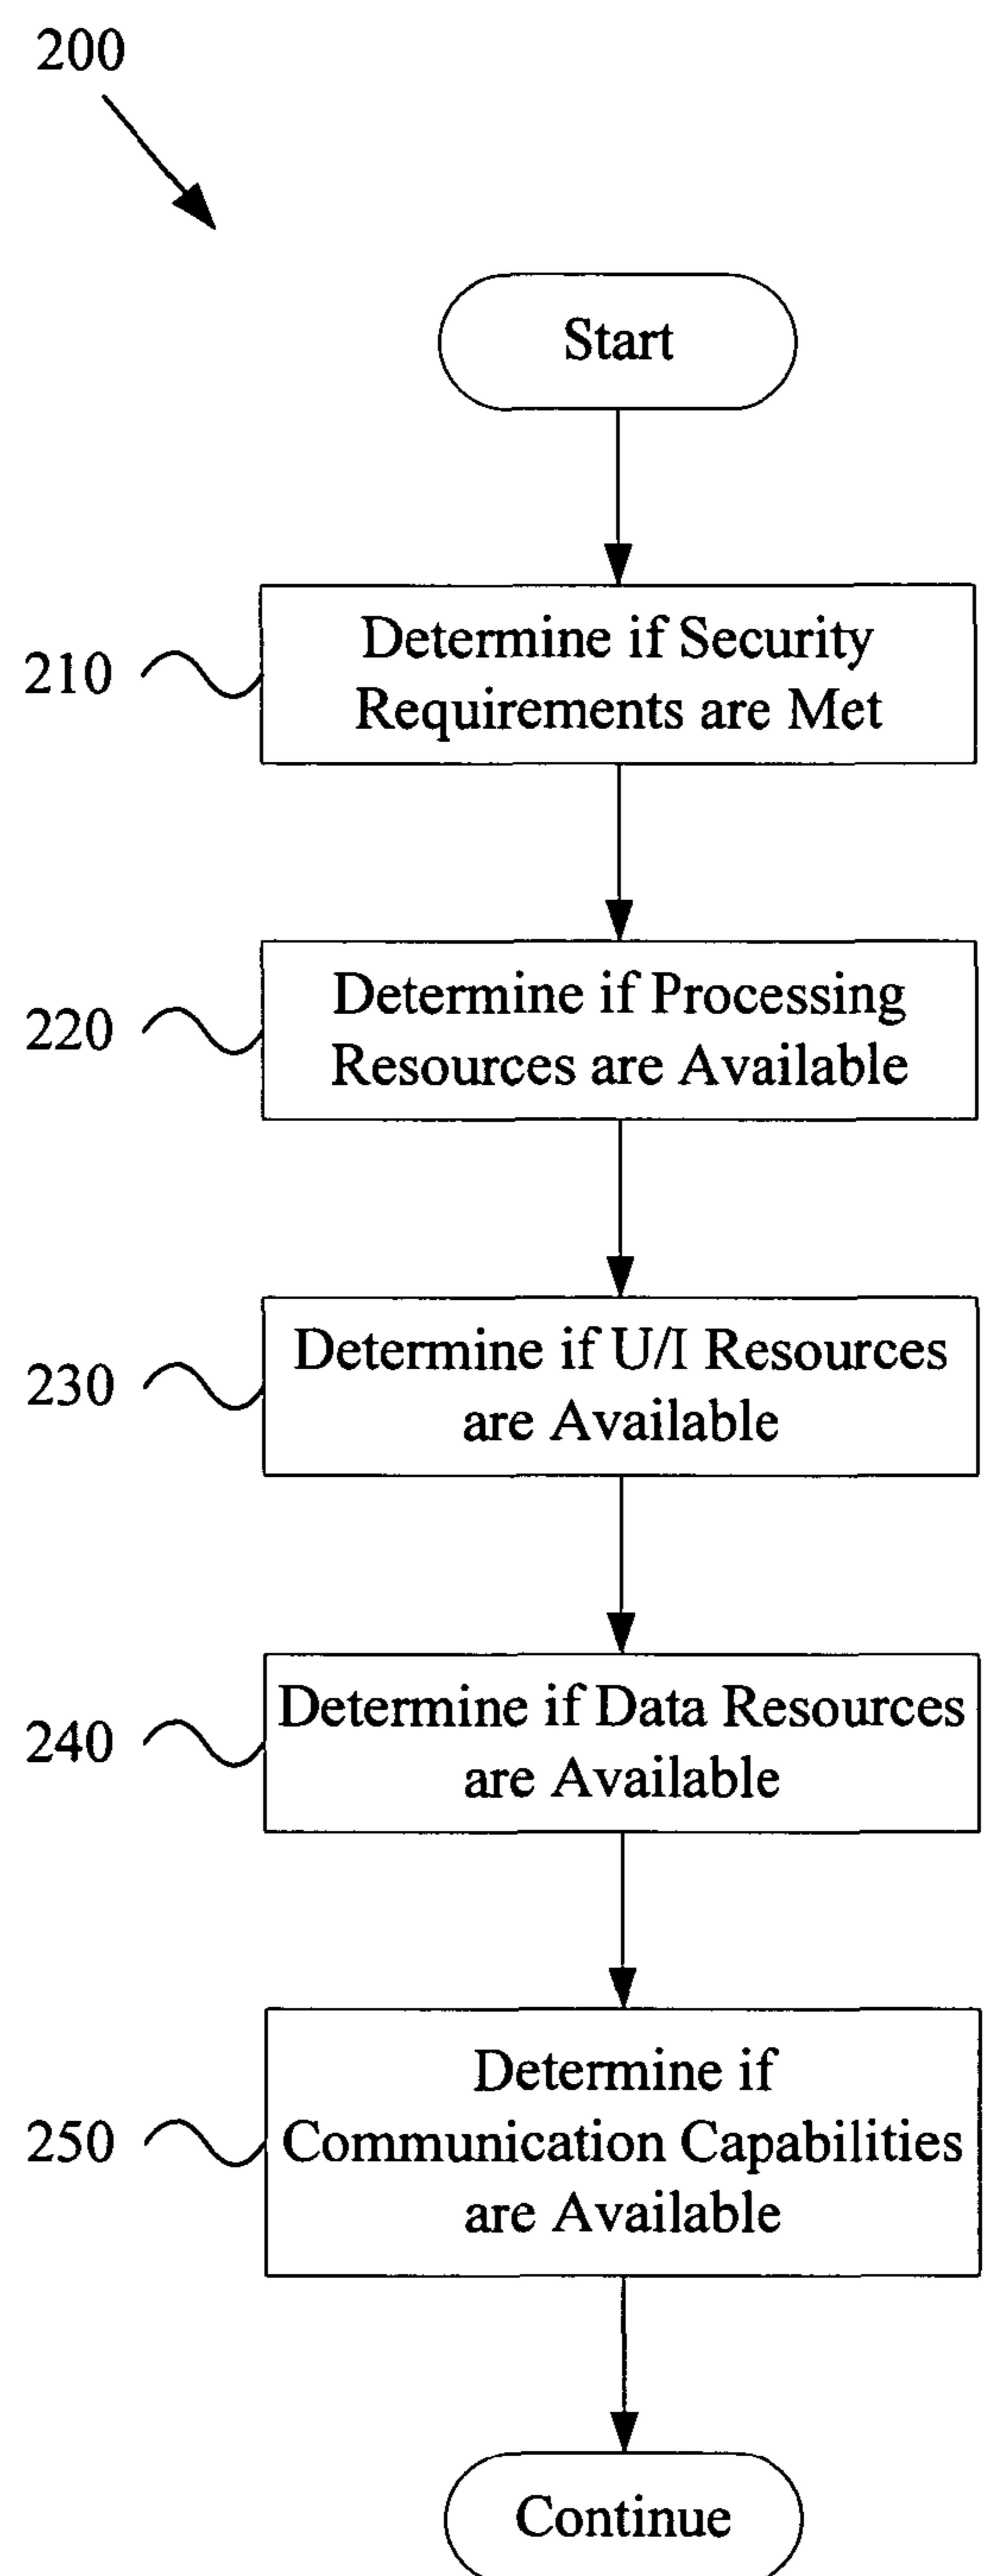 200
Start
210
Determine if Security
Requirements are Met
220
Determine if Processing
Resources are Available
230
Determine if U/I Resources
are Available
240
Determine if Data Resources
are Available
250
Determine if
Communication Capabilities
are Available
Continue